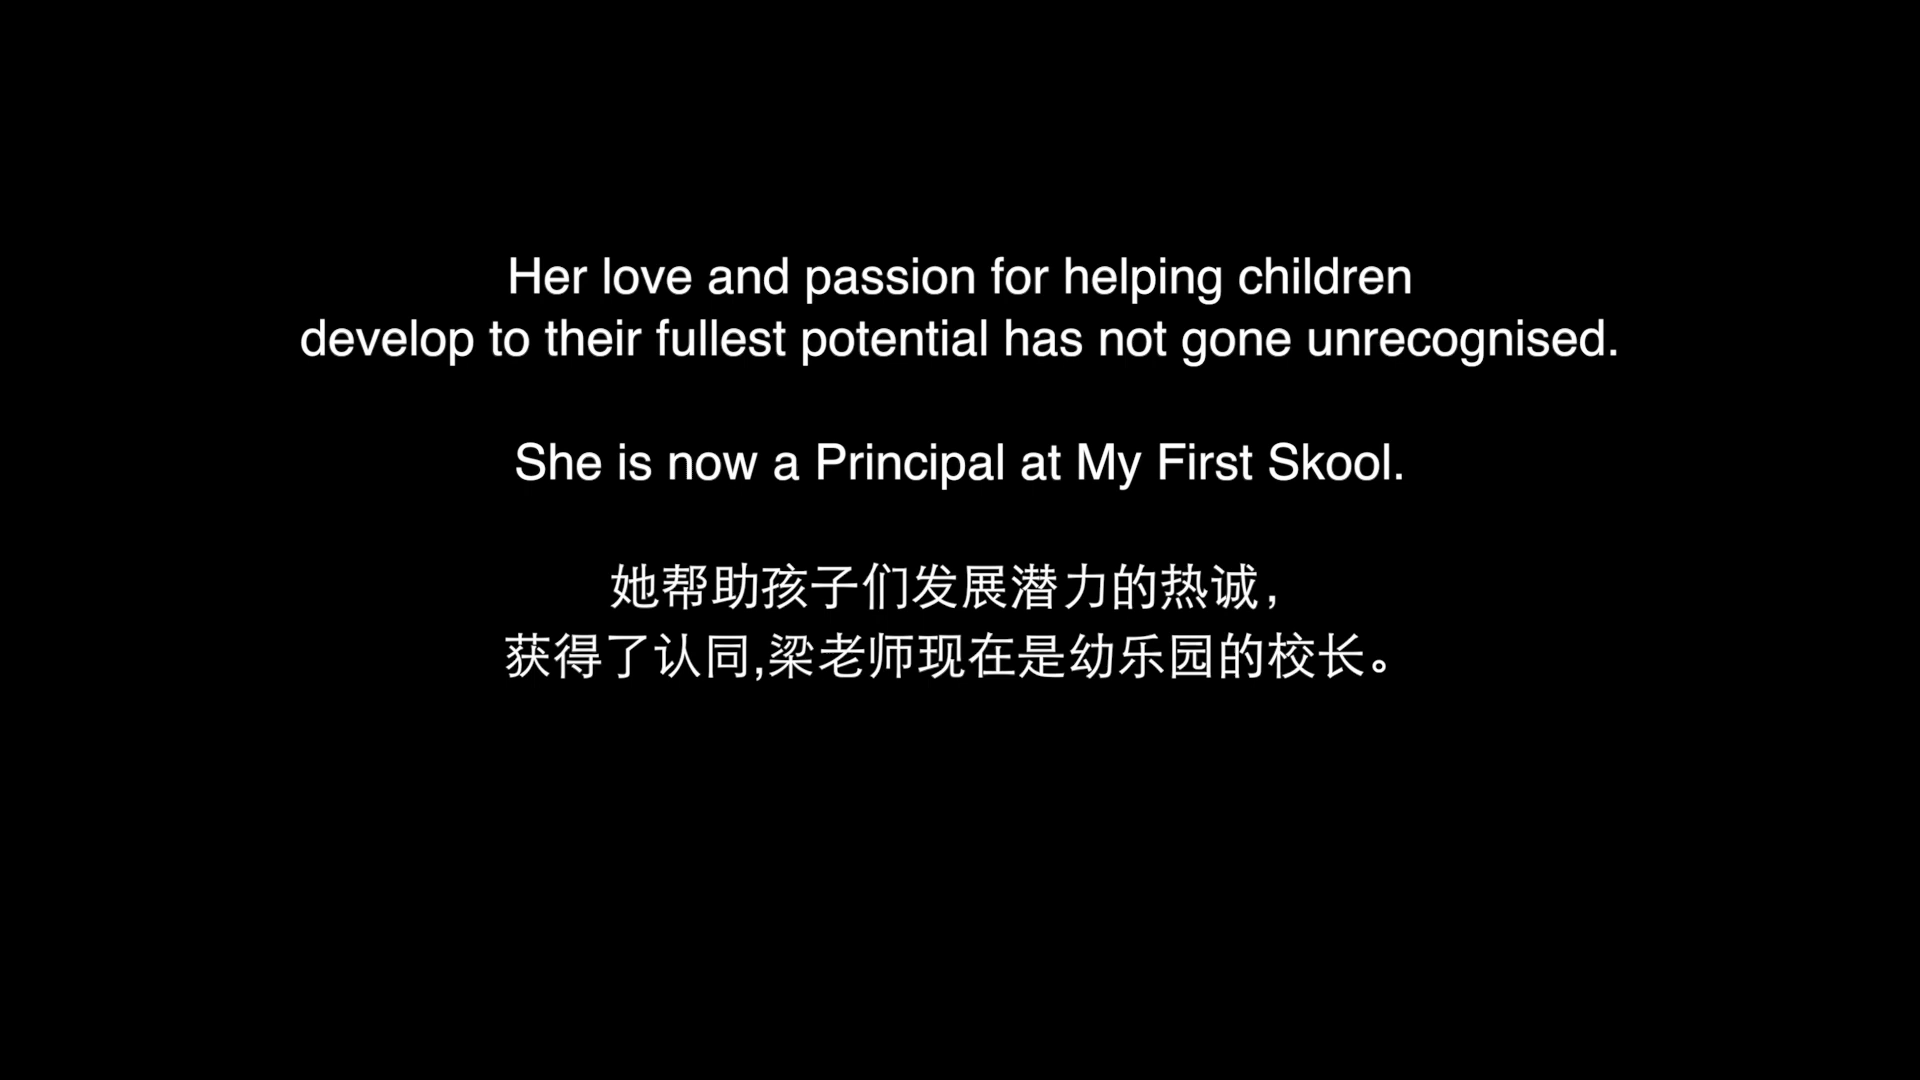 Her love and passion for helping children
develop to their fullest potential has not gone unrecognised.
She is now a Principal at My First Skool.
她帮助孩子们发展潜力的热诚，
获得了认同,梁老师现在是幼乐园的校长。